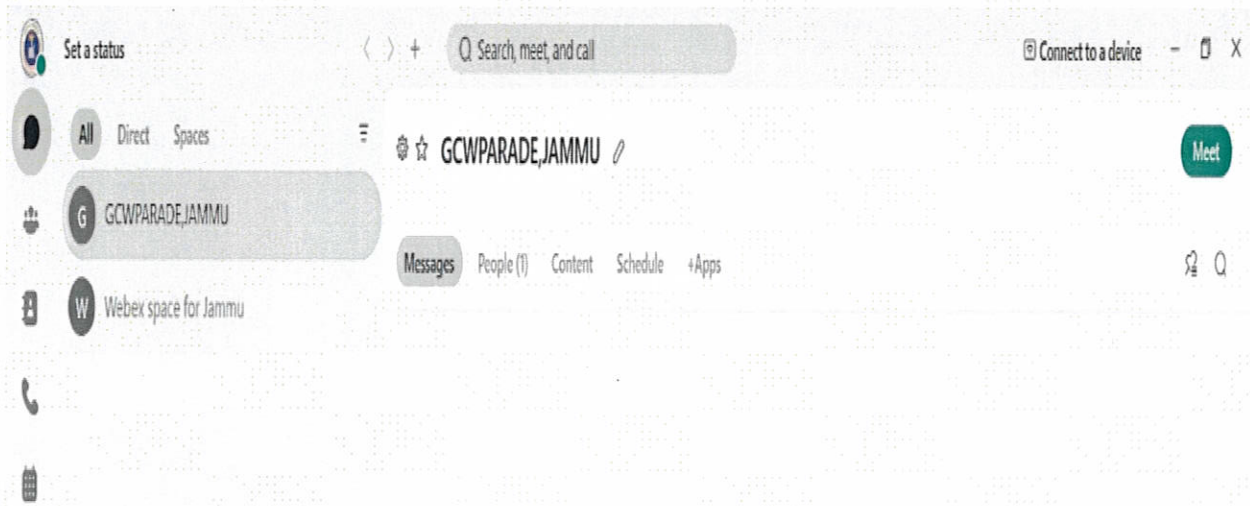 Set a status
Search, meet, and call
Connect to a device
All Direct Spaces
G GCWPARADE,JAMMU
W Webex space for Jammu
GCWPARADE,JAMMU
Meet
Messages People (1) Content Schedule +Apps